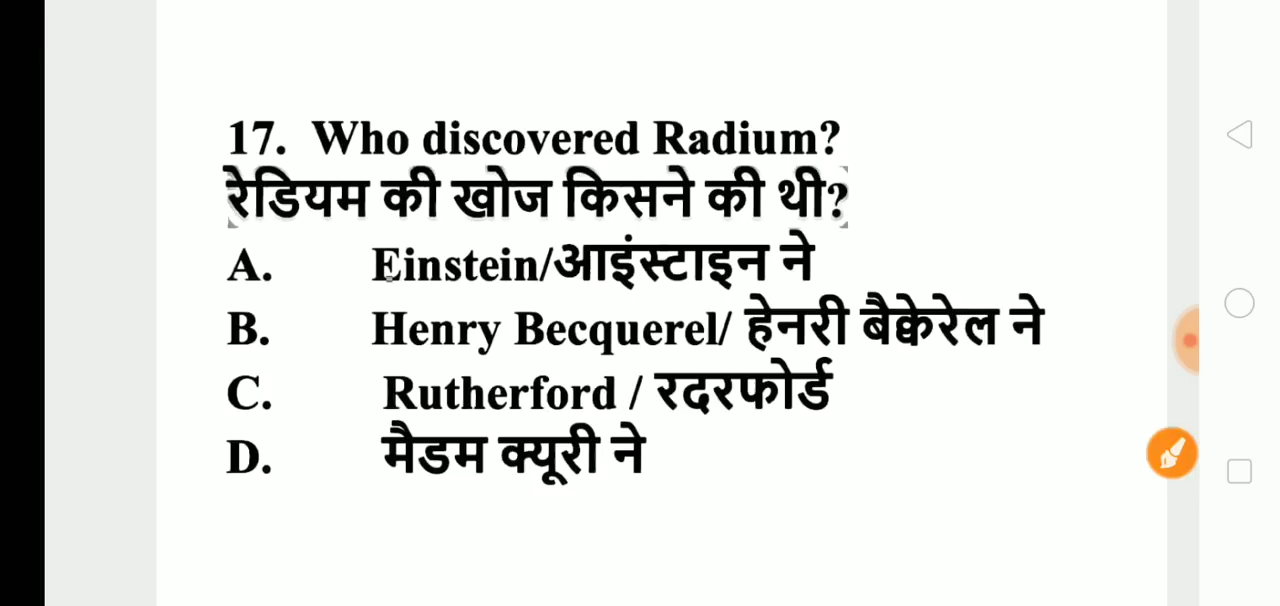 17. Who discovered Radium?
रेडियम की खोज किसने की थी?
A. Einstein/आइंस्टाइन ने
B. Henry Becquerel/ हेनरी बैक्केरेल ने
C. Rutherford / रदरफोर्ड
D. मैडम क्यूरी ने